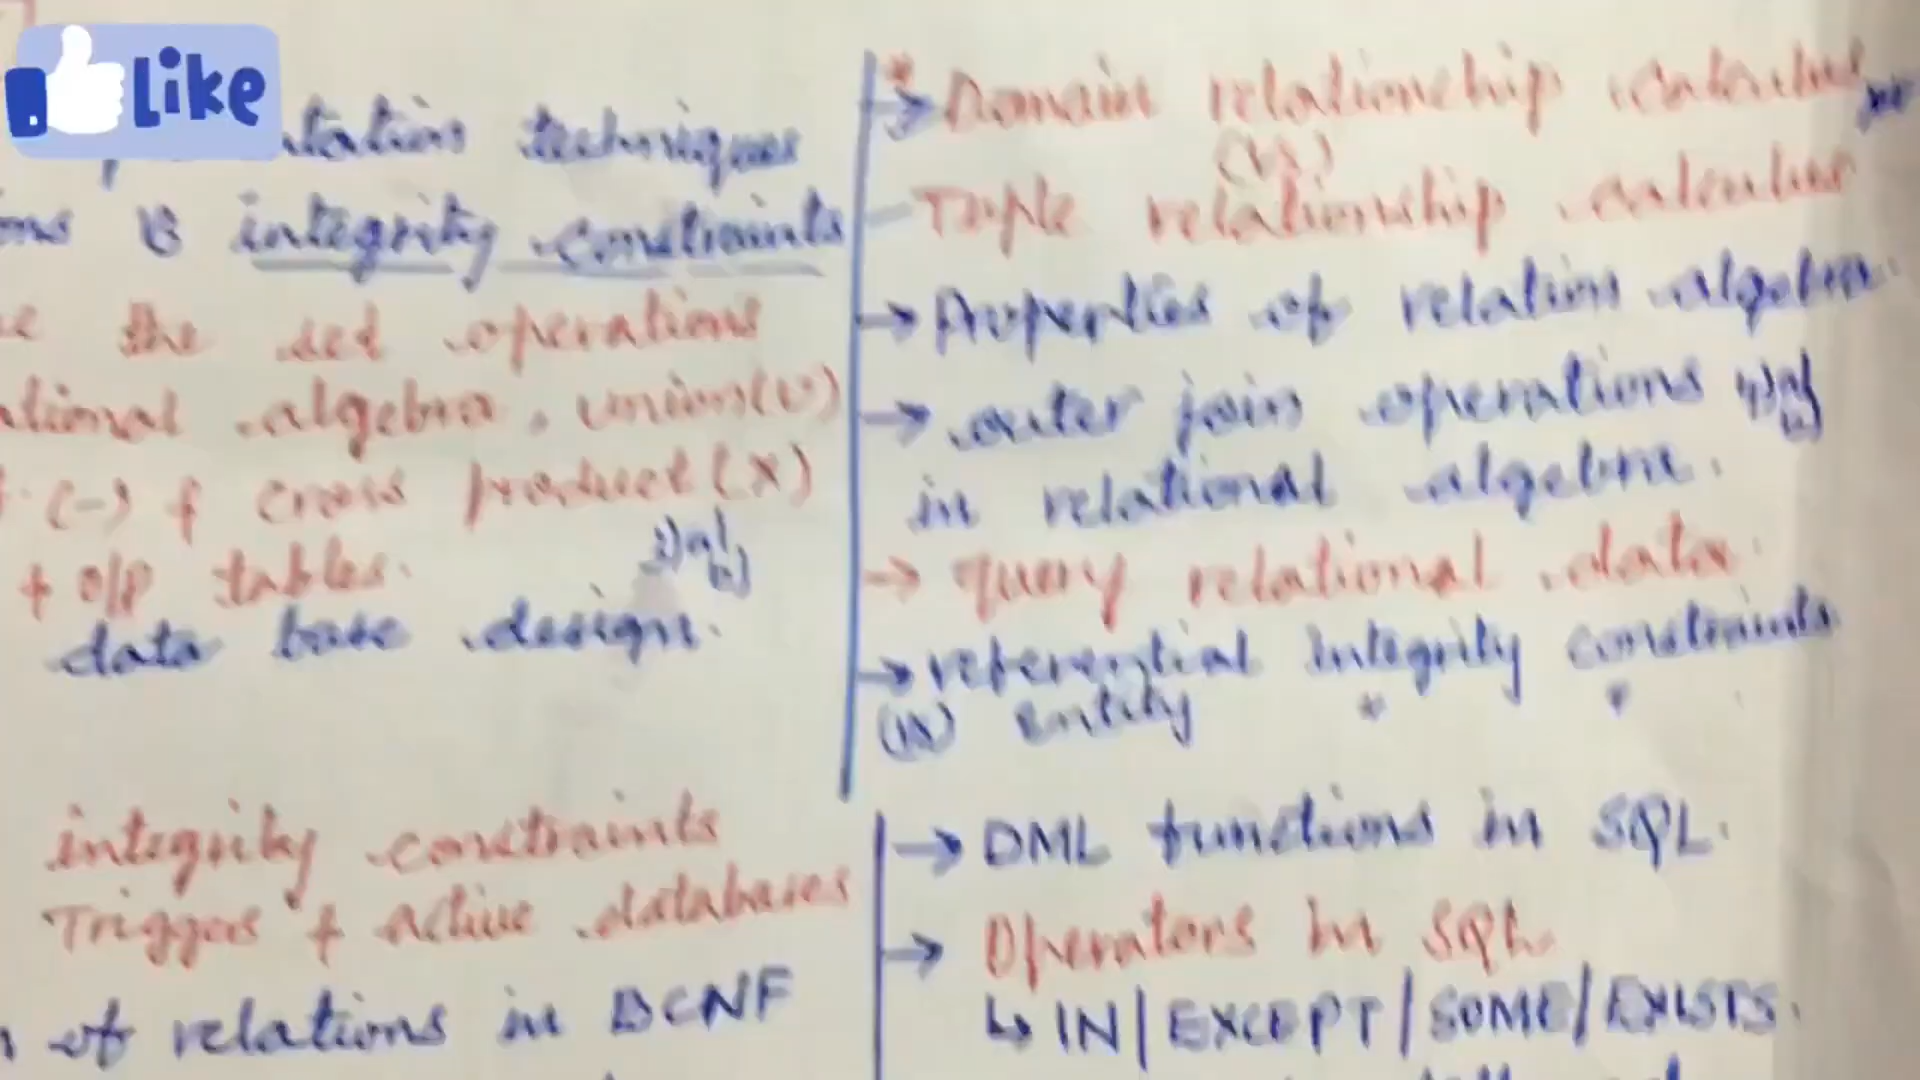 Like
techniques
& integrity constraints
the set operations
algebra, union(U)
(-) & cross product (X)
+ O/P tables.
data base design.
integrity constraints
Triggers + active databases
of relations in BCNF
* → Domain relationship calculus
(VS)
Tuple relationship calculus
→ Properties of relation algebra.
→ outer join operations
in relational algebra.
→ query relational data.
→ referential integrity constraints
Entity
→ DML functions in SQL.
→ Operators in SQL
↳ IN | EXCEPT / SOME / EXISTS.